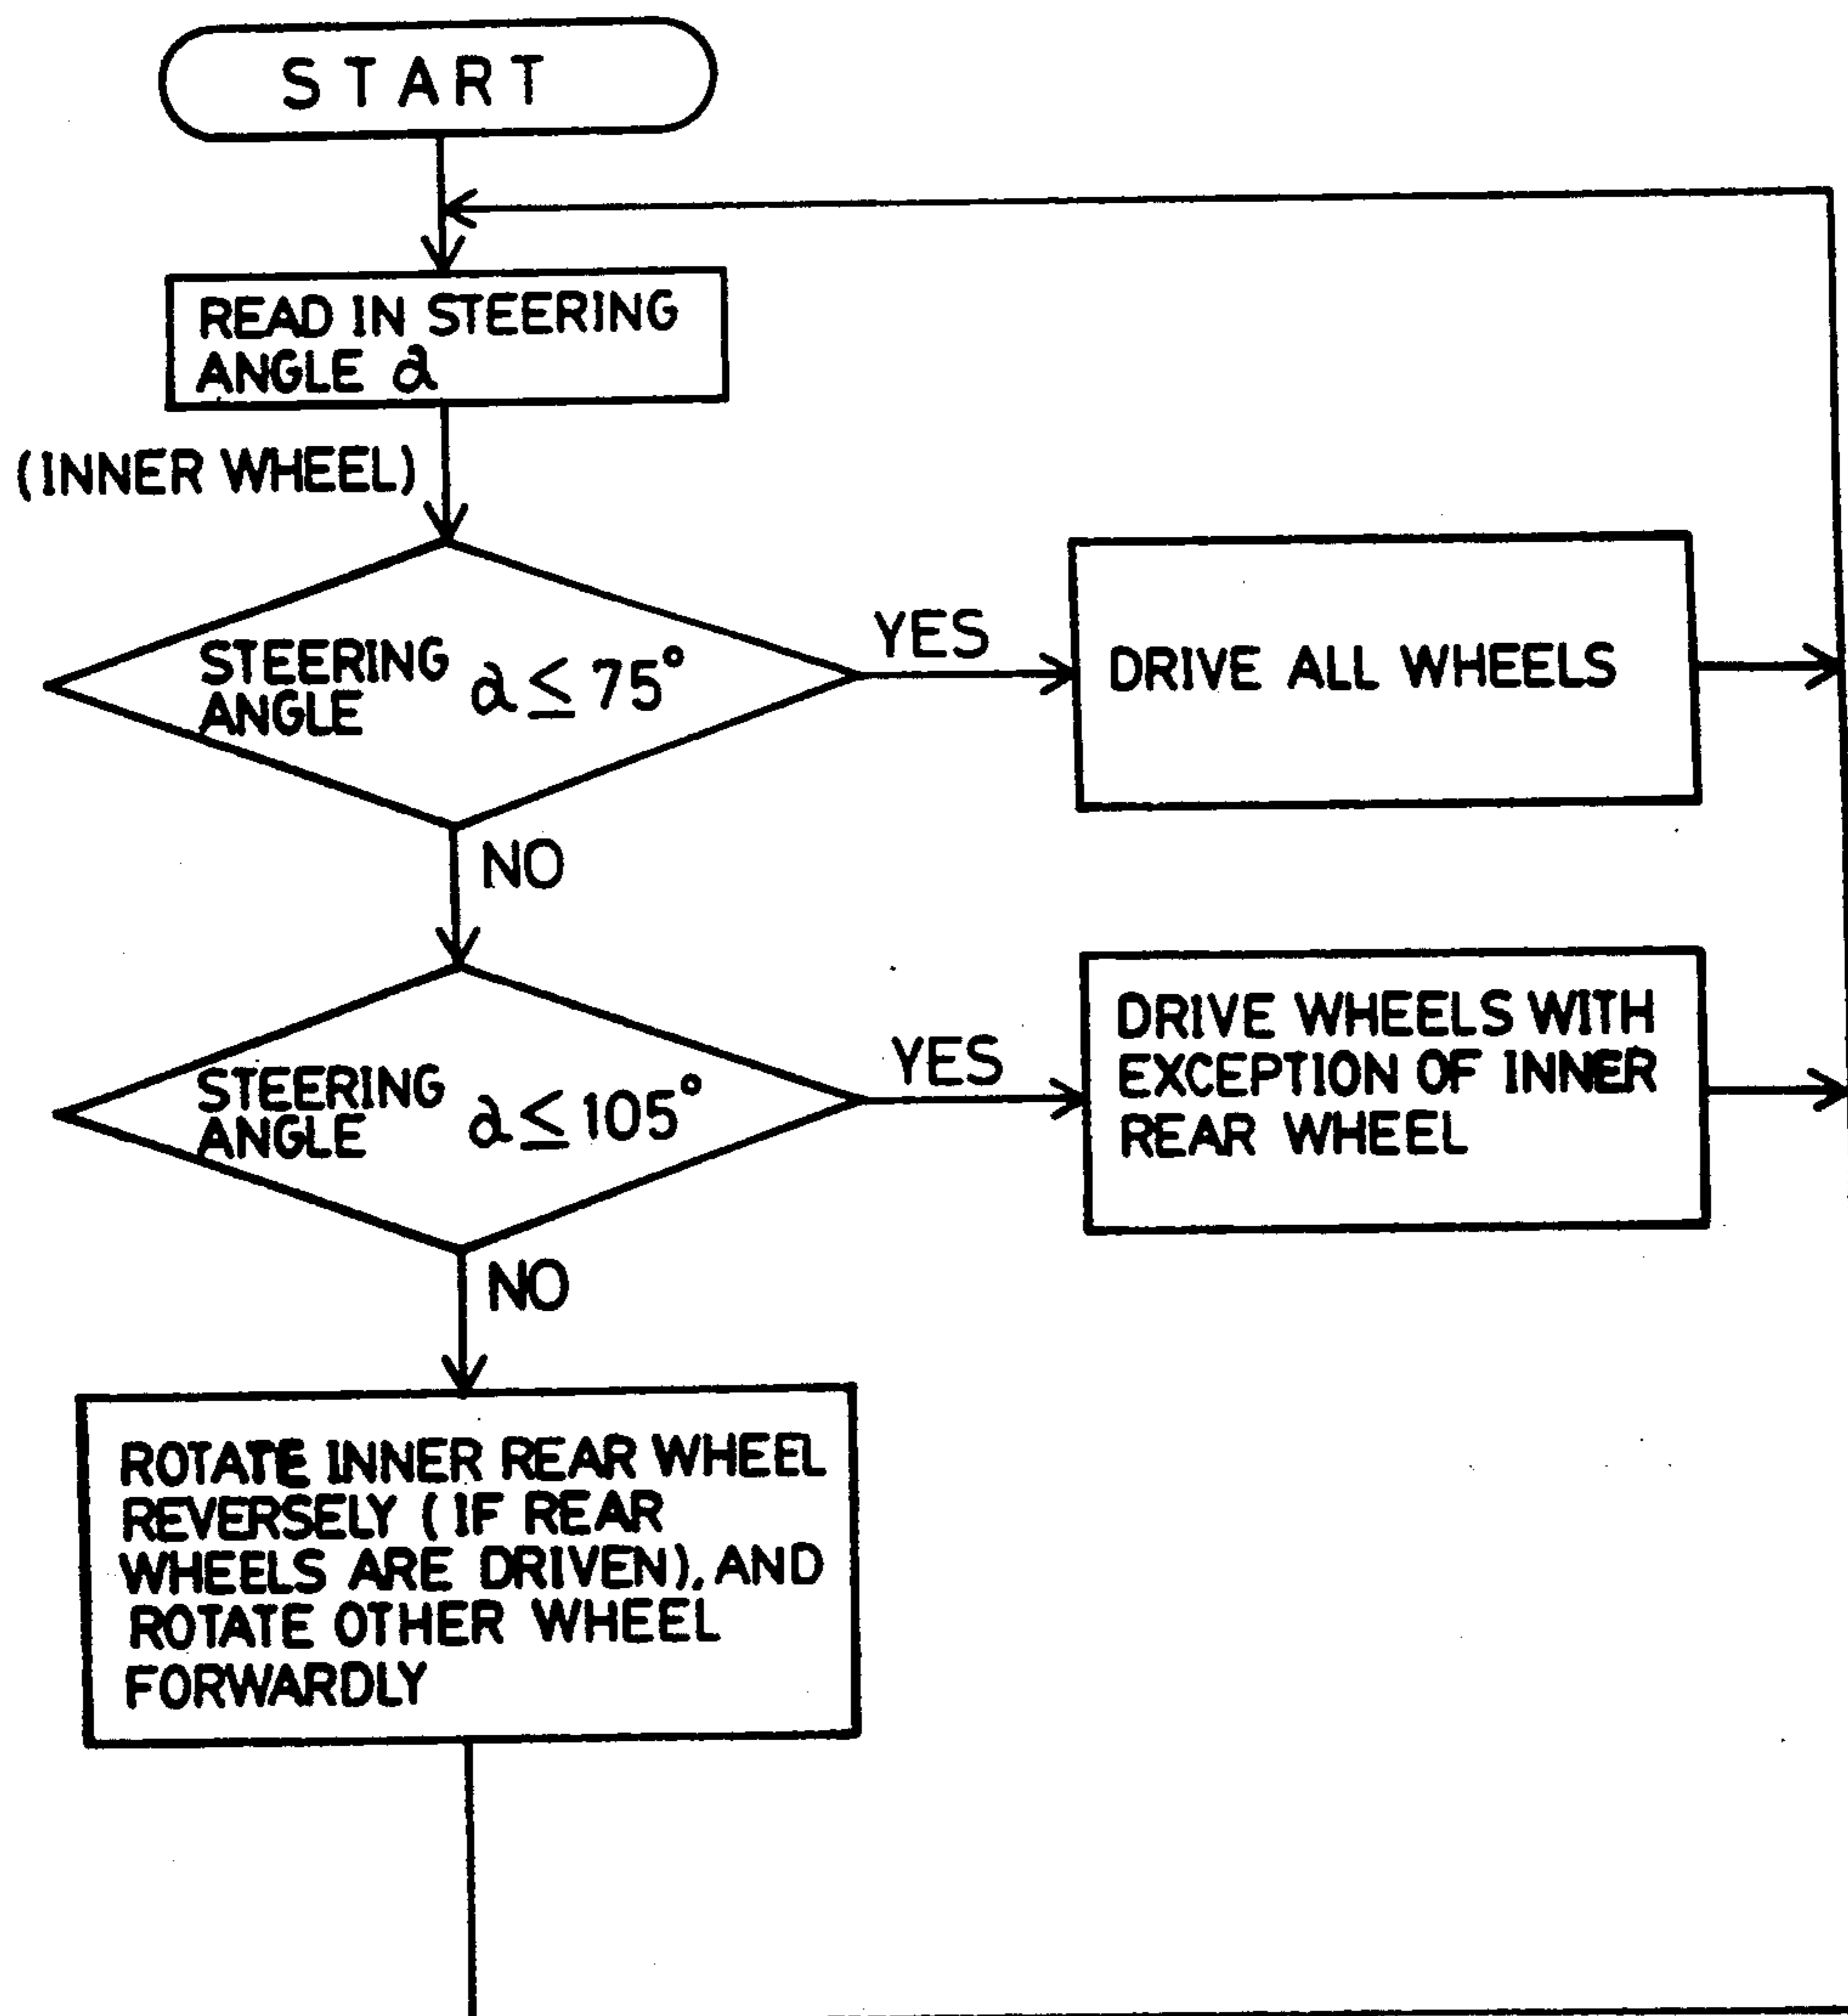 START
READ IN STEERING
ANGLE a
(INNER WHEEL)
STEERING
ANGLE a ≤ 75°
YES
DRIVE ALL WHEELS
NO
STEERING
ANGLE a ≤ 105°
YES
DRIVE WHEELS WITH
EXCEPTION OF INNER
REAR WHEEL
NO
ROTATE INNER REAR WHEEL
REVERSELY (IF REAR
WHEELS ARE DRIVEN), AND
ROTATE OTHER WHEEL
FORWARDLY